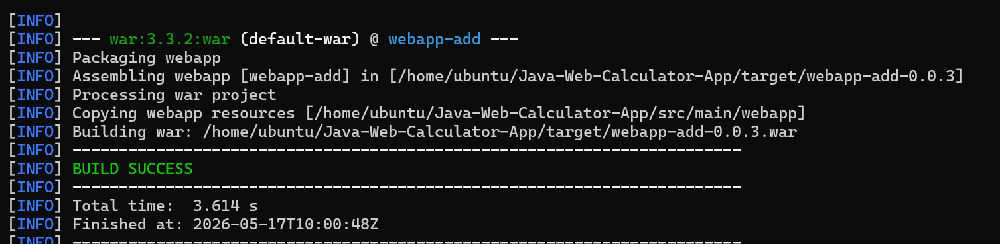 [INFO]
[INFO] --- war:3.3.2:war (default-war) @ webapp-add ---
[INFO] Packaging webapp
[INFO] Assembling webapp [webapp-add] in [/home/ubuntu/Java-Web-Calculator-App/target/webapp-add-0.0.3]
[INFO] Processing war project
[INFO] Copying webapp resources [/home/ubuntu/Java-Web-Calculator-App/src/main/webapp]
[INFO] Building war: /home/ubuntu/Java-Web-Calculator-App/target/webapp-add-0.0.3.war
[INFO] ------------------------------------------------------------------------
[INFO] BUILD SUCCESS
[INFO] ------------------------------------------------------------------------
[INFO] Total time:  3.614 s
[INFO] Finished at: 2026-05-17T10:00:48Z
[INFO] ------------------------------------------------------------------------